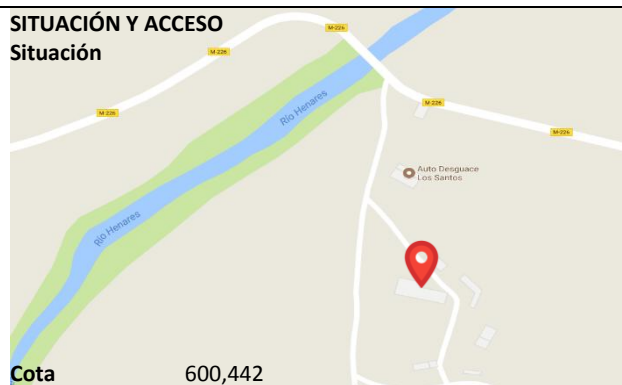 SITUACIÓN Y ACCESO
Situación
M-226
M-226
M-226
Río Henares
M-226
M-226
Auto Desguace
Los Santos
Río Henares
Cota 600,442